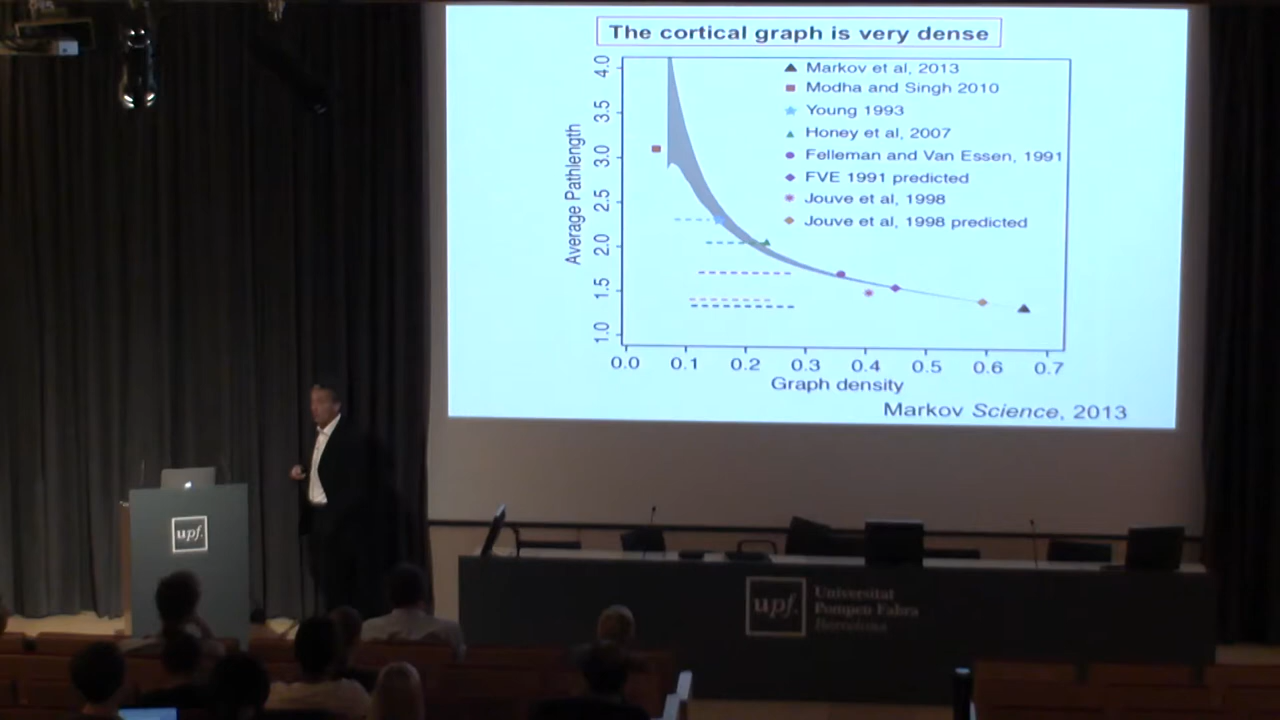 The cortical graph is very dense
Average Pathlength
4.0
3.5
3.0
2.5
2.0
1.5
1.0
Markov et al, 2013
Modha and Singh 2010
Young 1993
Honey et al, 2007
Felleman and Van Essen, 1991
FVE 1991 predicted
Jouve et al, 1998
Jouve et al, 1998 predicted
0.0 0.1 0.2 0.3 0.4 0.5 0.6 0.7
Graph density
Markov Science, 2013
upf.
upf.
Universitat
Pompeu Fabra
Barcelona